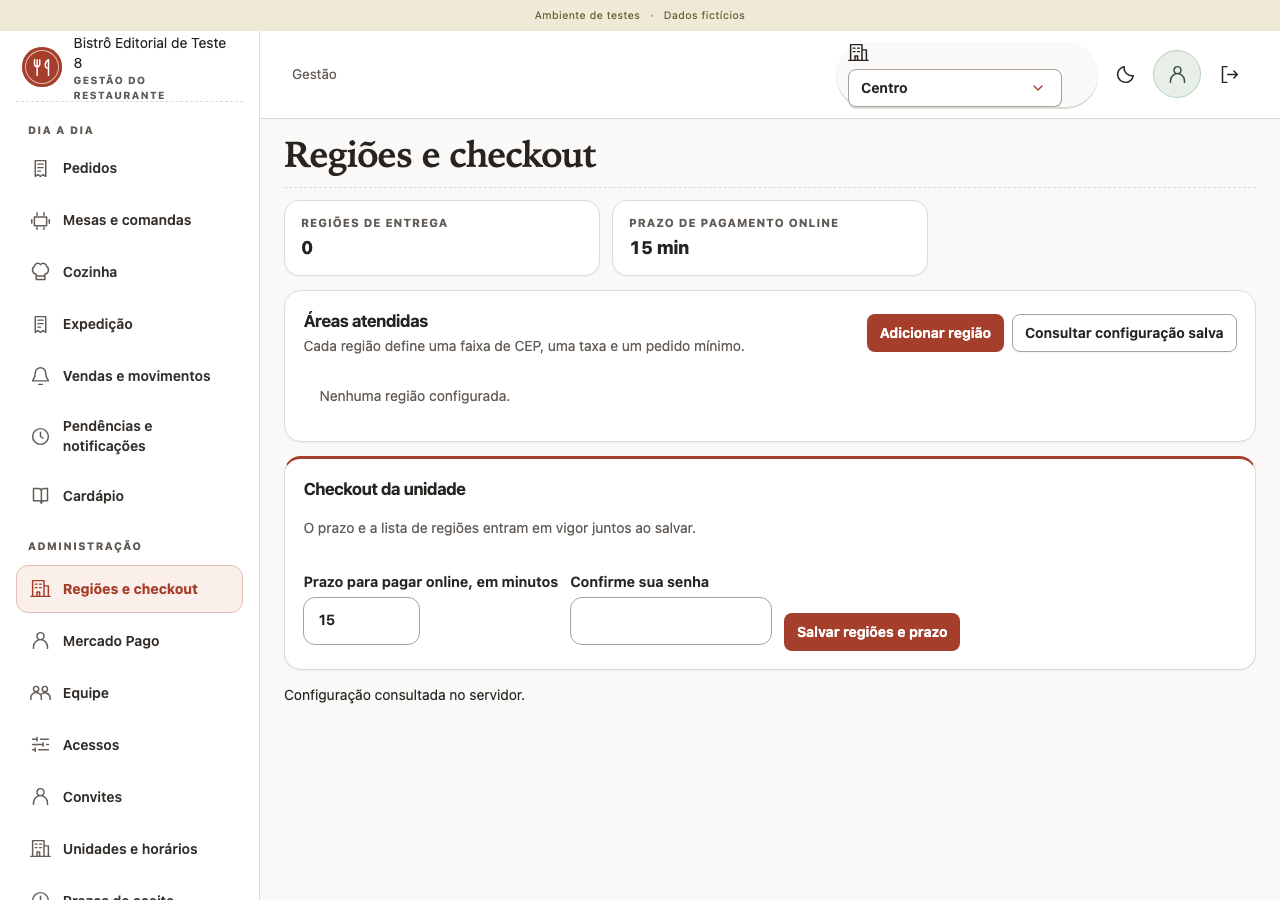 Ambiente de testes · Dados fictícios
Bistrô Editorial de Teste
8
GESTÃO DO
RESTAURANTE
DIA A DIA
Pedidos
Mesas e comandas
Cozinha
Expedição
Vendas e movimentos
Pendências e
notificações
Cardápio
ADMINISTRAÇÃO
Regiões e checkout
Mercado Pago
Equipe
Acessos
Convites
Unidades e horários
Prazos de aceite
Gestão
Centro
Regiões e checkout
REGIÕES DE ENTREGA
0
PRAZO DE PAGAMENTO ONLINE
15 min
Áreas atendidas
Cada região define uma faixa de CEP, uma taxa e um pedido mínimo.
Adicionar região
Consultar configuração salva
Nenhuma região configurada.
Checkout da unidade
O prazo e a lista de regiões entram em vigor juntos ao salvar.
Prazo para pagar online, em minutos
15
Confirme sua senha
Salvar regiões e prazo
Configuração consultada no servidor.